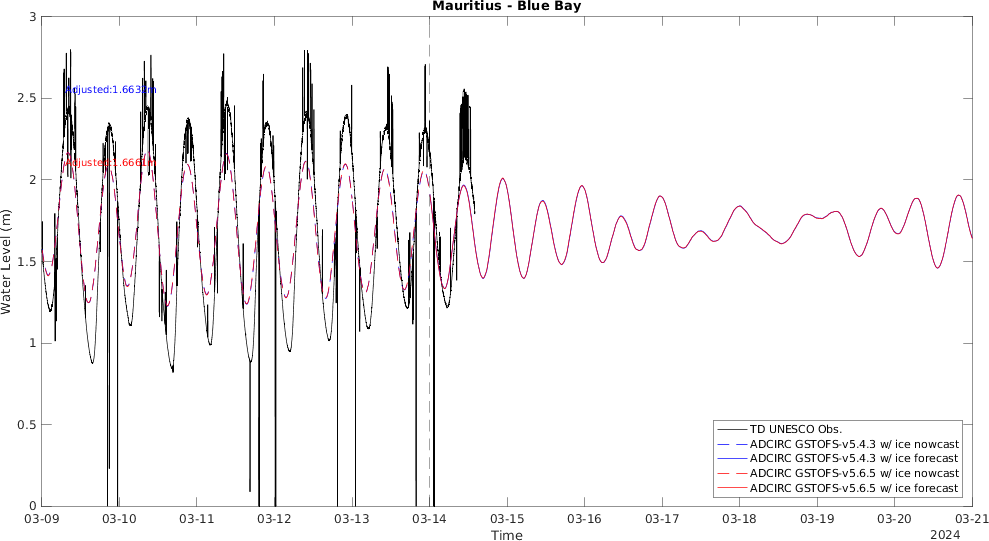 Mauritius - Blue Bay
3
2.5
2
1.5
1
0.5
0
Water Level (m)
Adjusted:1.6661m
03-09
03-10
03-11
03-12
03-13
03-14
03-15
03-16
03-17
03-18
03-19
03-20
03-21
Time
2024
TD UNESCO Obs.
ADCIRC GSTOFS-v5.4.3 w/ ice nowcast
ADCIRC GSTOFS-v5.4.3 w/ ice forecast
ADCIRC GSTOFS-v5.6.5 w/ ice nowcast
ADCIRC GSTOFS-v5.6.5 w/ ice forecast